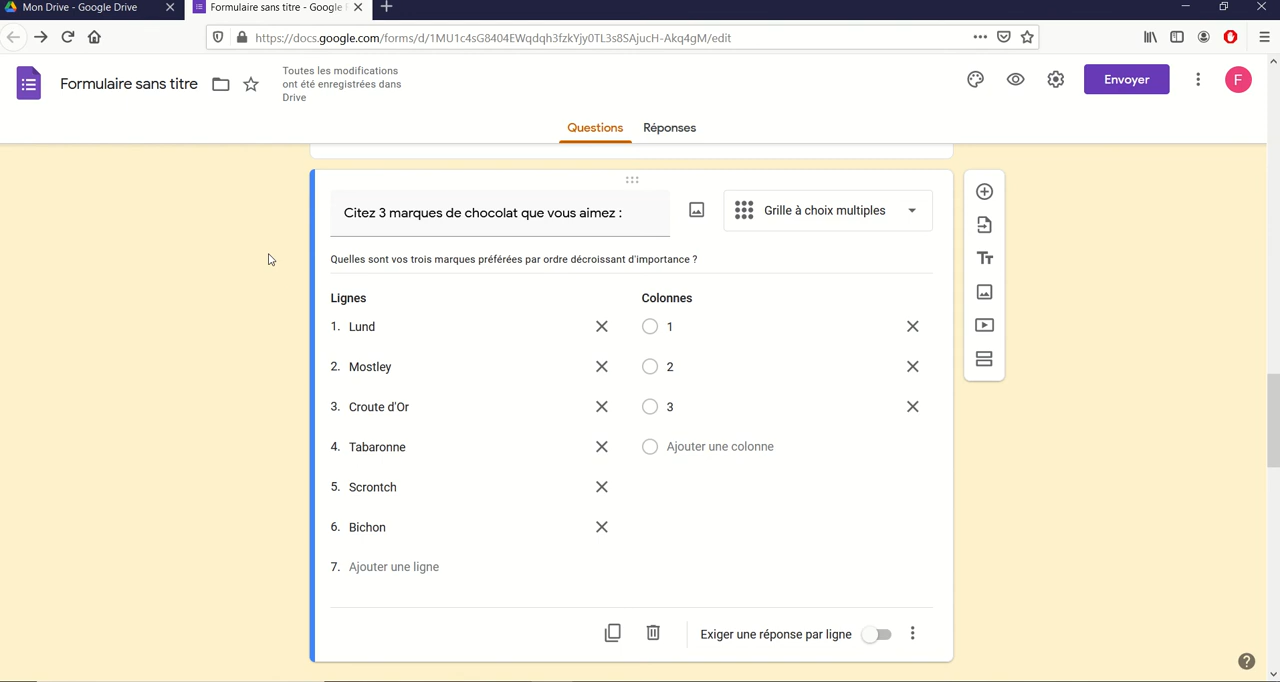 Mon Drive - Google Drive
Formulaire sans titre - Google F
https://docs.google.com/forms/d/1MU1c4sG8404EWqdqh3fzkYjy0TL3s8SAjucH-Akq4gM/edit
Formulaire sans titre
Toutes les modifications
ont été enregistrées dans
Drive
Envoyer
F
Questions
Réponses
Citez 3 marques de chocolat que vous aimez :
Grille à choix multiples
Quelles sont vos trois marques préférées par ordre décroissant d'importance ?
Lignes
Colonnes
1. Lund
1
2. Mostley
2
3. Croute d'Or
3
4. Tabaronne
Ajouter une colonne
5. Scrontch
6. Bichon
7. Ajouter une ligne
Exiger une réponse par ligne